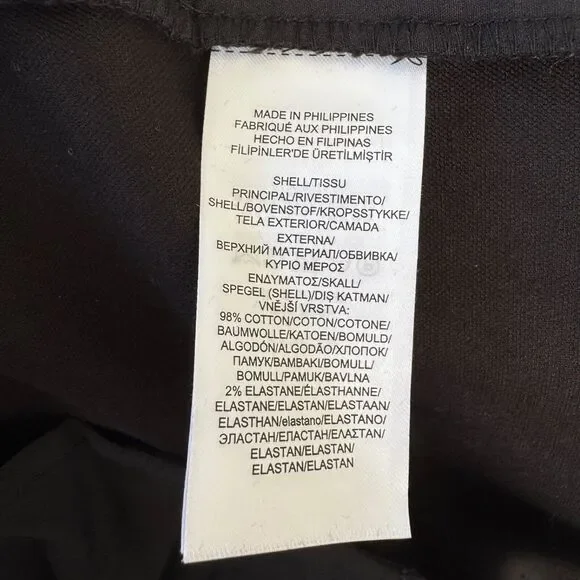 MADE IN PHILIPPINES
FABRIQUÉ AUX PHILIPPINES
HECHO EN FILIPINAS
FİLİPİNLER'DE ÜRETİLMİŞTİR
SHELL/TISSU
PRINCIPAL/RIVESTIMENTO/
SHELL/BOVENSTOF/KROPSSTYKKE/
TELA EXTERIOR/CAMADA
EXTERNA/
ВЕРХНИЙ МАТЕРИАЛ/ОБВИВКА/
ΚΥΡΙΟ ΜΕΡΟΣ
ΕΝΔΥΜΑΤΟΣ/SKALL/
SPEGEL (SHELL)/DIŞ KATMAN/
VNĚJŠÍ VRSTVA:
98% COTTON/COTON/COTONE/
BAUMWOLLE/KATOEN/BOMULD/
ALGODÓN/ALGODÃO/ХЛОПОК/
ПАМУК/ΒΑΜΒΑΚΙ/BOMULL/
BOMULL/PAMUK/BAVLNA
2% ELASTANE/ÉLASTHANNE/
ELASTANE/ELASTAN/ELASTAAN/
ELASTHAN/elastano/ELASTANO/
ЭЛАСТАН/ЕЛАСТАН/ΕΛΑΣΤΑΝ/
ELASTAN/ELASTAN/
ELASTAN/ELASTAN